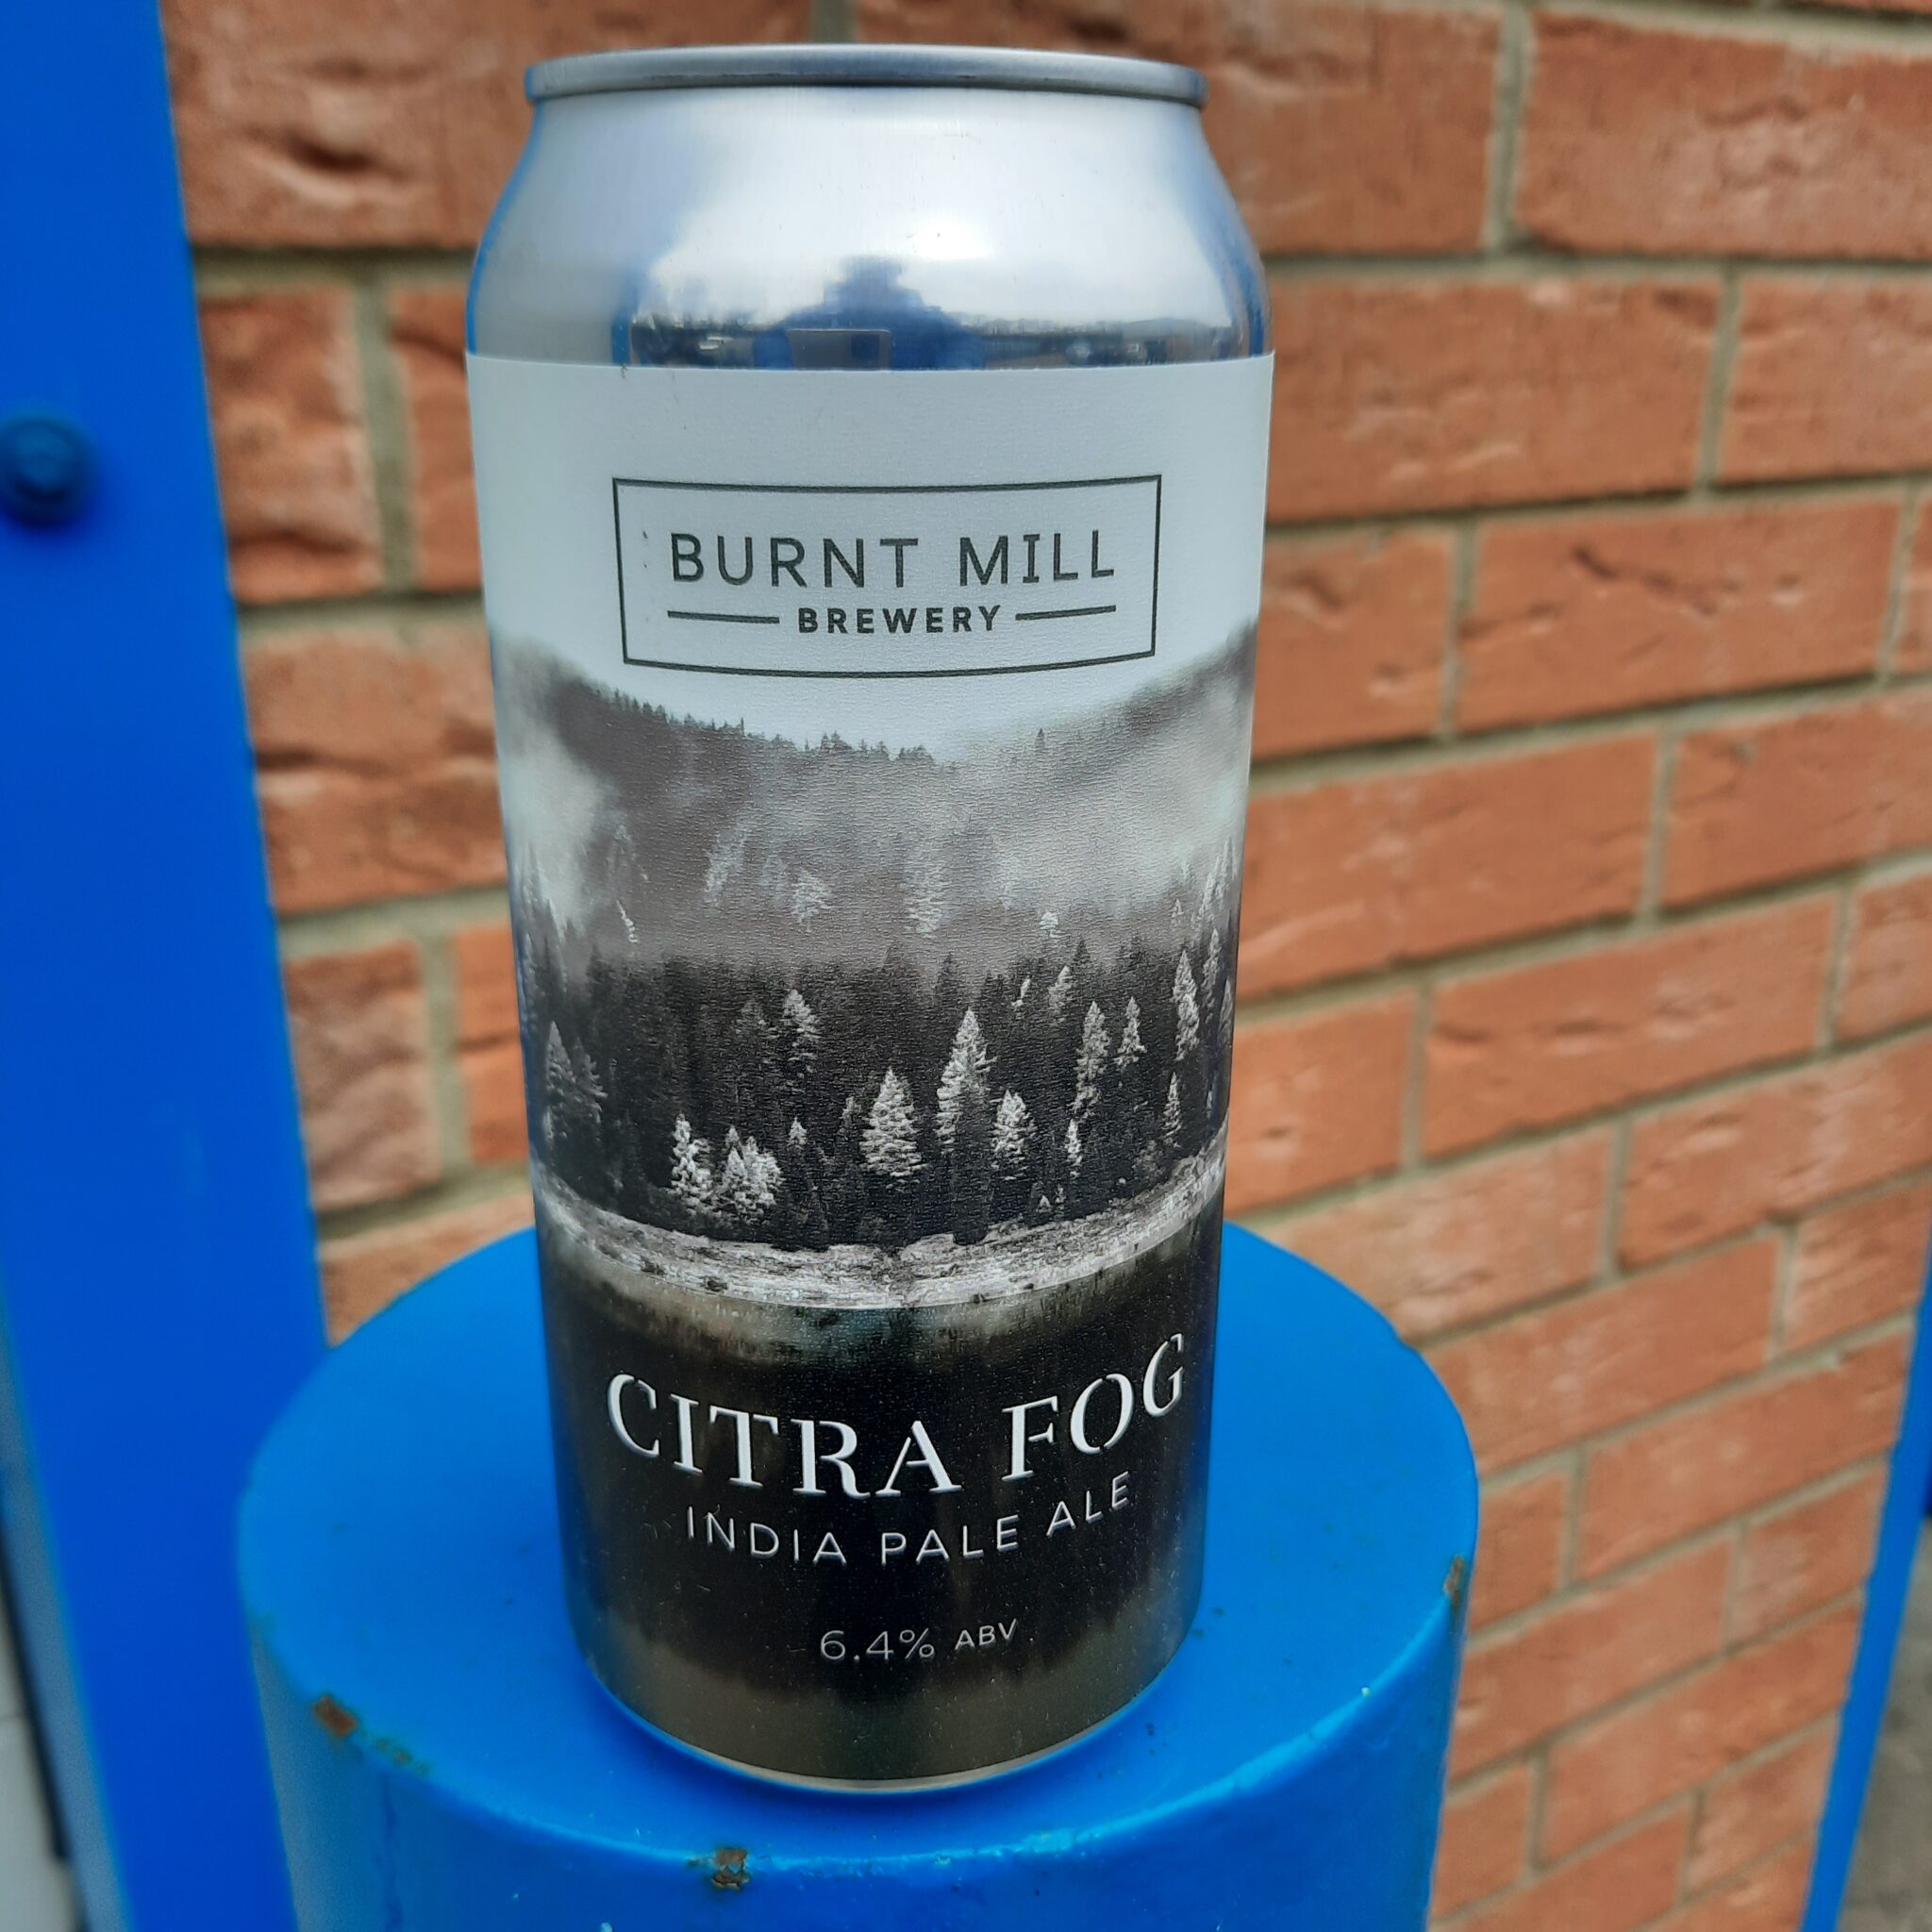 BURNT MILL
BREWERY
CITRA FOG
INDIA PALE ALE
6.4% ABV